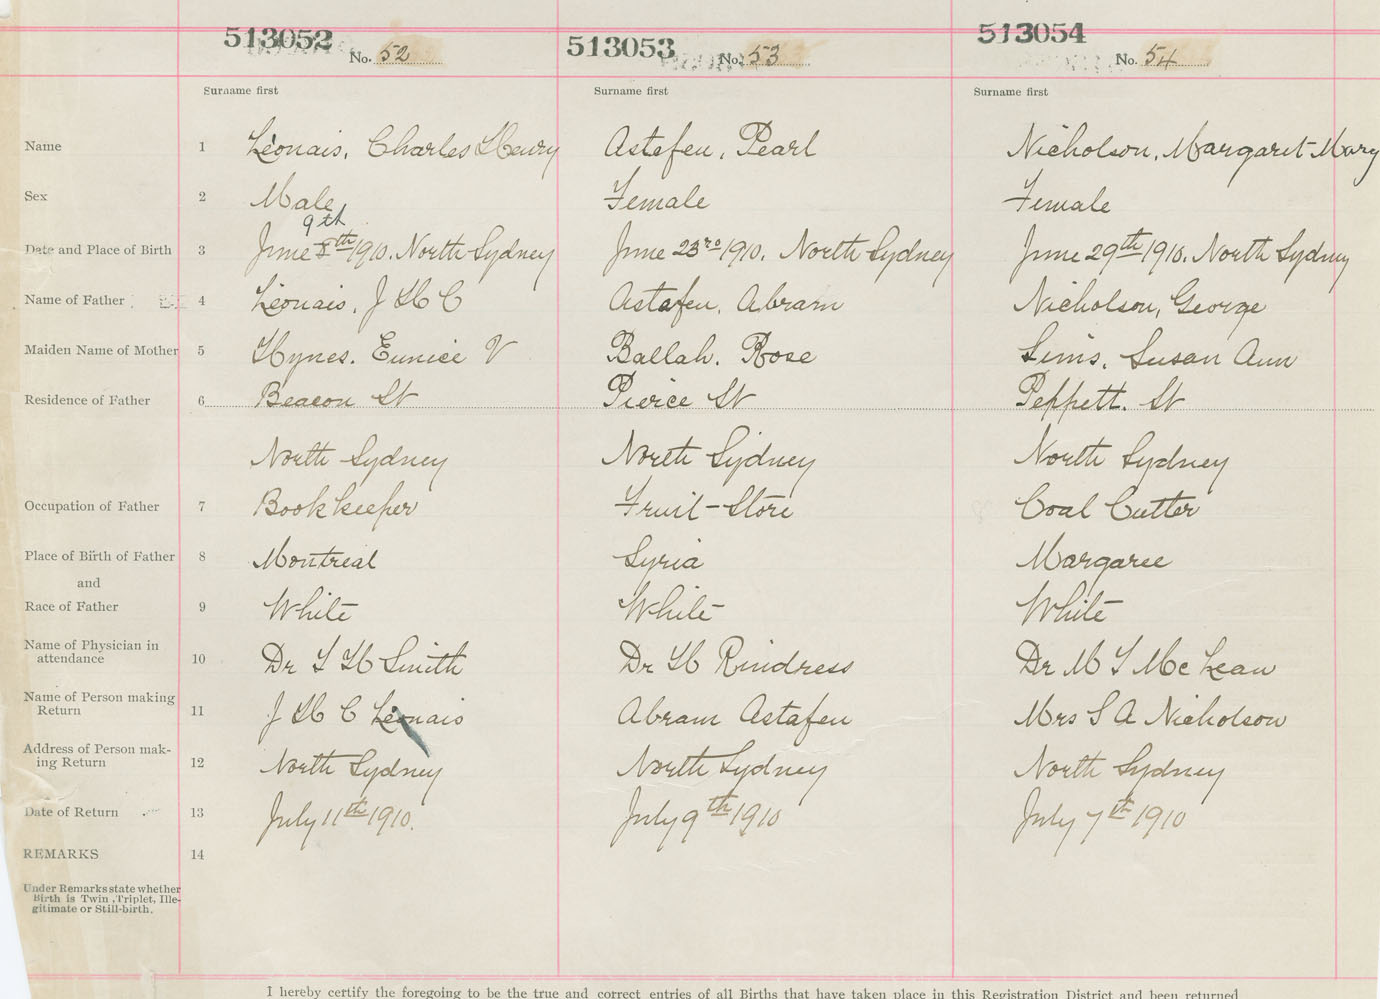 513052 No. 52 513053 No. 53 513054 No. 54
Surname first Surname first Surname first
Name 1 Léonais, Charles Henry Astefeu, Pearl Nicholson, Margaret Mary
Sex 2 Male Female Female
9th
Date and Place of Birth 3 June 8th 1910. North Sydney June 23rd 1910. North Sydney June 29th 1910. North Sydney
Name of Father 4 Léonais, J H C Astafeu, Abram Nicholson, George
Maiden Name of Mother 5 Hynes. Eunice V Ballah. Rose Sims, Susan Ann
Residence of Father 6 Beacon St Pierce St Peppett. St
North Sydney North Sydney North Sydney
Occupation of Father 7 Bookkeeper Fruit-Store Coal Cutter
Place of Birth of Father 8 Montreal Syria Margaree
and
Race of Father 9 White White White
Name of Physician in
attendance 10 Dr L H Smith Dr H Rindress Dr M T McLean
Name of Person making
Return 11 J H C Léonais Abram Astafeu Mrs S A Nicholson
Address of Person mak-
ing Return 12 North Sydney North Sydney North Sydney
Date of Return 13 July 11th 1910. July 9th 1910 July 7th 1910
REMARKS 14
Under Remarks state whether
Birth is Twin, Triplet, Ille-
gitimate or Still-birth.
I hereby certify the foregoing to be the true and correct entries of all Births that have taken place in this Registration District and been returned